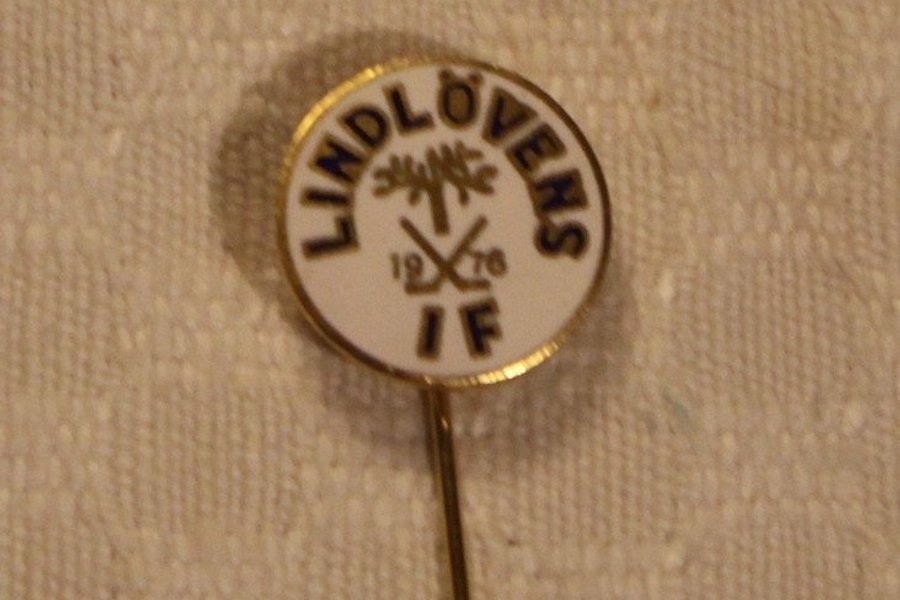 LINDLÖVENS
1976
IF